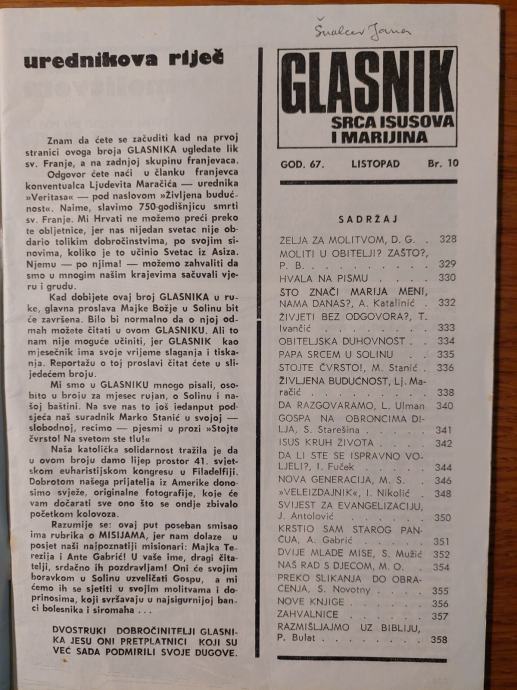 urednikova riječ
Znam da ćete se začuditi kad na prvoj
stranici ovoga broja GLASNIKA ugledate lik
sv. Franje, a na zadnjoj skupinu franjevaca.
Odgovor ćete naći u članku franjevca
konventualca Ljudevita Maračića — urednika
»Veritasa« — pod naslovom »Življena buduć-
nost«. Naime, slavimo 750-godišnjicu smrti
sv. Franje. Mi Hrvati ne možemo preći preko
te obljetnice, jer nas nijedan svetac nije ob-
dario tolikim dobročinstvima, po svojim si-
novima, koliko je to učinio Svetac iz Asiza.
Njemu — po njima! — možemo zahvaliti da
smo u mnogim našim krajevima sačuvali vje-
ru i grudu.
Kad dobijete ovaj broj GLASNIKA u ru-
ke, glavna proslava Majke Božje u Solinu bit
će završena. Bilo bi normalno da o njoj od-
mah možete čitati u ovom GLASNIKU. Ali to
nam nije moguće učiniti, jer GLASNIK kao
mjesečnik ima svoje vrijeme slaganja i tiska-
nja. Reportažu o toj proslavi čitat ćete u sli-
jedećem broju.
Mi smo u GLASNIKU mnogo pisali, oso-
bito u broju za mjesec rujan, o Solinu i na-
šoj baštini. Na sve nas to još jedanput pod-
sjeća naš suradnik Marko Stanić u svojoj —
slobodnoj, recimo — pjesmi u prozi »Stojte
čvrsto! Na svetom ste tlu!«
Naša katolička solidarnost tražila je da
u ovom broju damo lijep prostor 41. svjet-
skom euharistijskom kongresu u Filadelfiji.
Dobrotom našega prijatelja iz Amerike dono-
simo svježe, originalne fotografije, koje će
vam dočarati sve ono što se ondje zbivalo
početkom kolovoza.
Razumije se: ovaj put poseban smisao
ima rubrika o MISIJAMA, jer nam dolaze u
posjet naši najpoznatiji misionari: Majka Te-
rezija i Ante Gabrić! U vaše ime, dragi čita-
telji, srdačno ih pozdravljam! Oni će svojim
boravkom u Solinu uzveličati Gospu, a mi
ćemo ih se sjetiti u svojim molitvama i do-
prinosima, koji svršavaju u najsigurnijoj ban-
ci bolesnika i siromaha . . .
DVOSTRUKI DOBROČINITELJI GLASNI-
KA JESU ONI PRETPLATNICI KOJI SU
VEĆ SADA PODMIRILI SVOJE DUGOVE.
GLASNIK
SRCA ISUSOVA
I MARIJINA
GOD. 67. LISTOPAD Br. 10
SADRŽAJ
ŽELJA ZA MOLITVOM, D. G. . 328
MOLITI U OBITELJI? ZAŠTO?,
P. B. . . . . . . . . 329
HVALA NA PISMU . . . . 330
ŠTO ZNAČI MARIJA MENI,
NAMA DANAS?, A. Katalinić . 332
ŽIVJETI BEZ ODGOVORA?, T.
Ivančić . . . . . . . 333
OBITELJSKA DUHOVNOST . . 334
PAPA SRCEM U SOLINU . . 335
STOJTE ČVRSTO!, M. Stanić . 336
ŽIVLJENA BUDUĆNOST, Lj. Ma-
račić . . . . . . . . 338
DA RAZGOVARAMO, L. Ulman 340
GOSPA NA OBRONCIMA DI-
LJA, S. Starešina . . . . 341
ISUS KRUH ŽIVOTA . . . . 342
DA LI STE SE ISPRAVNO VO-
LJELI?, I. Fuček . . . . 344
NOVA GENERACIJA, M. S. . 346
»VELEIZDAJNIK«, I. Nikolić . 348
SVIJEST ZA EVANGELIZACIJU,
J. Antolović . . . . . . 350
KRSTIO SAM STAROG PAN-
ĆUA, A. Gabrić . . . . . 351
DVIJE MLADE MISE, S. Mužić 352
NAŠ RAD S DJECOM, M. O. . 354
PREKO SLIKANJA DO OBRA-
ĆENJA, S. Novotny . . . . 355
NOVE KNJIGE . . . . . 356
ZAHVALNICE . . . . . . 357
RAZMIŠLJAJMO UZ BIBLIJU,
P. Bulat . . . . . . . 358